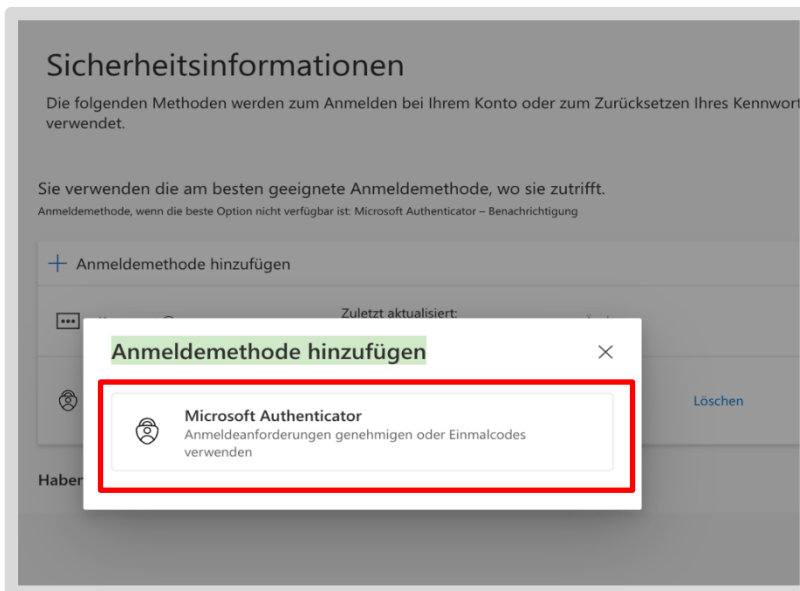 Sicherheitsinformationen
Die folgenden Methoden werden zum Anmelden bei Ihrem Konto oder zum Zurücksetzen Ihres Kennwort
verwendet.
Sie verwenden die am besten geeignete Anmeldemethode, wo sie zutrifft.
Anmeldemethode, wenn die beste Option nicht verfügbar ist: Microsoft Authenticator – Benachrichtigung
Anmeldemethode hinzufügen
Zuletzt aktualisiert:
Anmeldemethode hinzufügen
Microsoft Authenticator
Anmeldeanforderungen genehmigen oder Einmalcodes
verwenden
Löschen
Haben